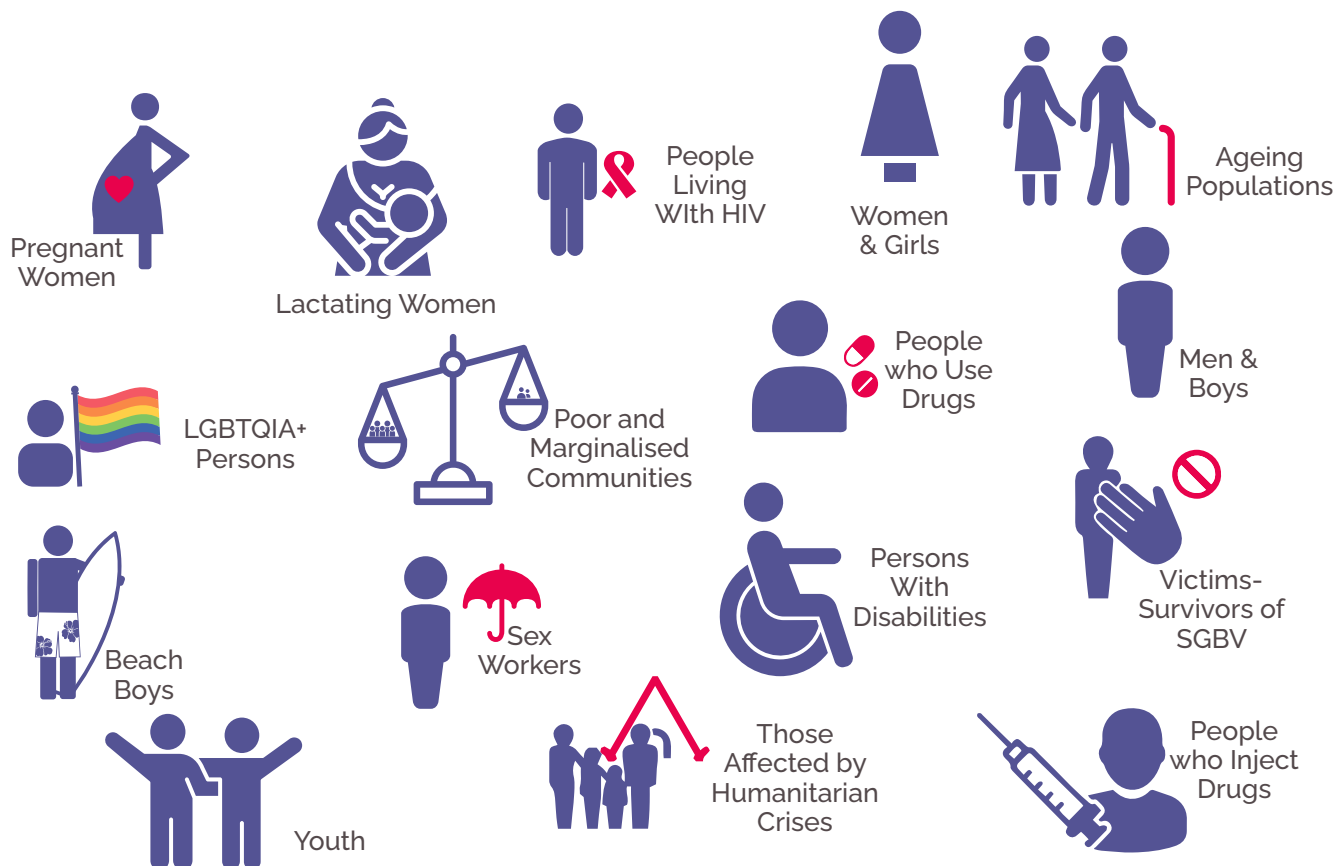 Pregnant
Women
Lactating Women
People
Living
WIth HIV
Women
& Girls
Ageing
Populations
LGBTQIA+
Persons
Poor and
Marginalised
Communities
People
who Use
Drugs
Men &
Boys
Beach
Boys
Sex
Workers
Persons
With
Disabilities
Victims-
Survivors of
SGBV
Youth
Those
Affected by
Humanitarian
Crises
People
who Inject
Drugs